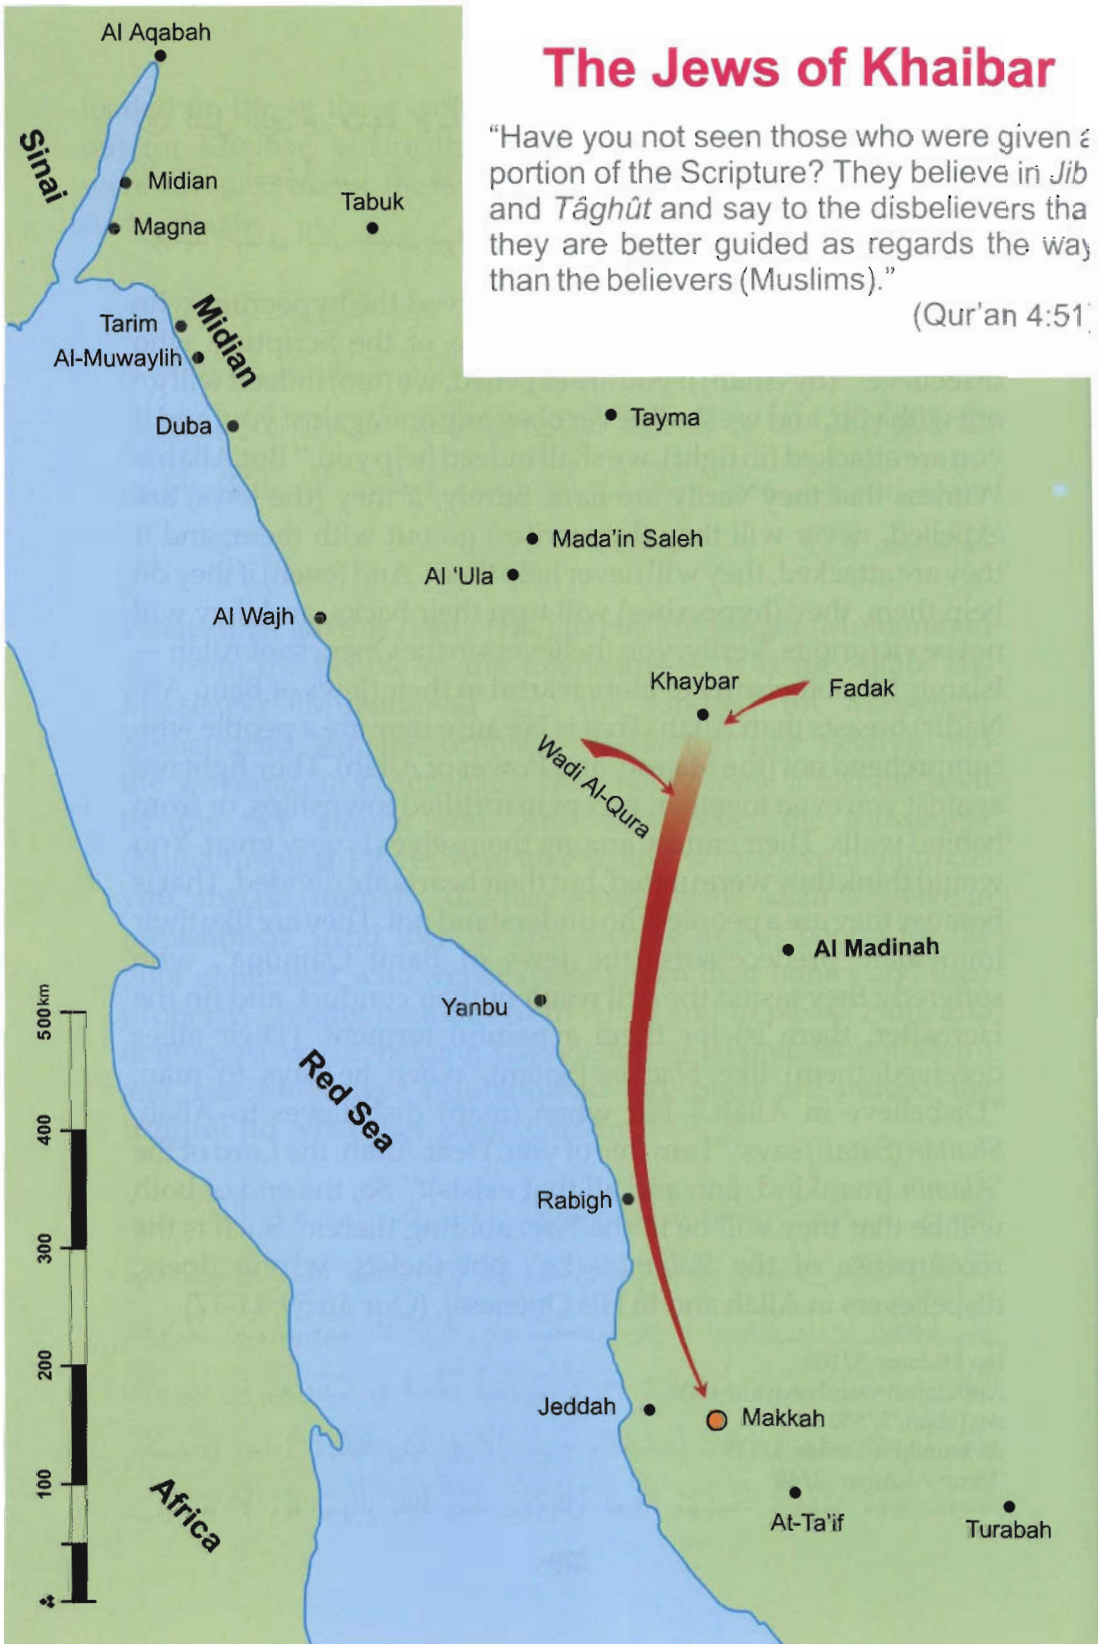 The Jews of Khaibar
"Have you not seen those who were given a
portion of the Scripture? They believe in Jib
and Tâghût and say to the disbelievers tha
they are better guided as regards the way
than the believers (Muslims)."
(Qur'an 4:51
Al Aqabah
Sinai
Midian
Magna
Tabuk
Tarim
Midian
Al-Muwaylih
Duba
Tayma
Mada'in Saleh
Al 'Ula
Al Wajh
Khaybar
Fadak
Wadi Al-Qura
Al Madinah
Yanbu
500km
Red Sea
400
Rabigh
300
200
Jeddah
Makkah
100
Africa
At-Ta'if
Turabah